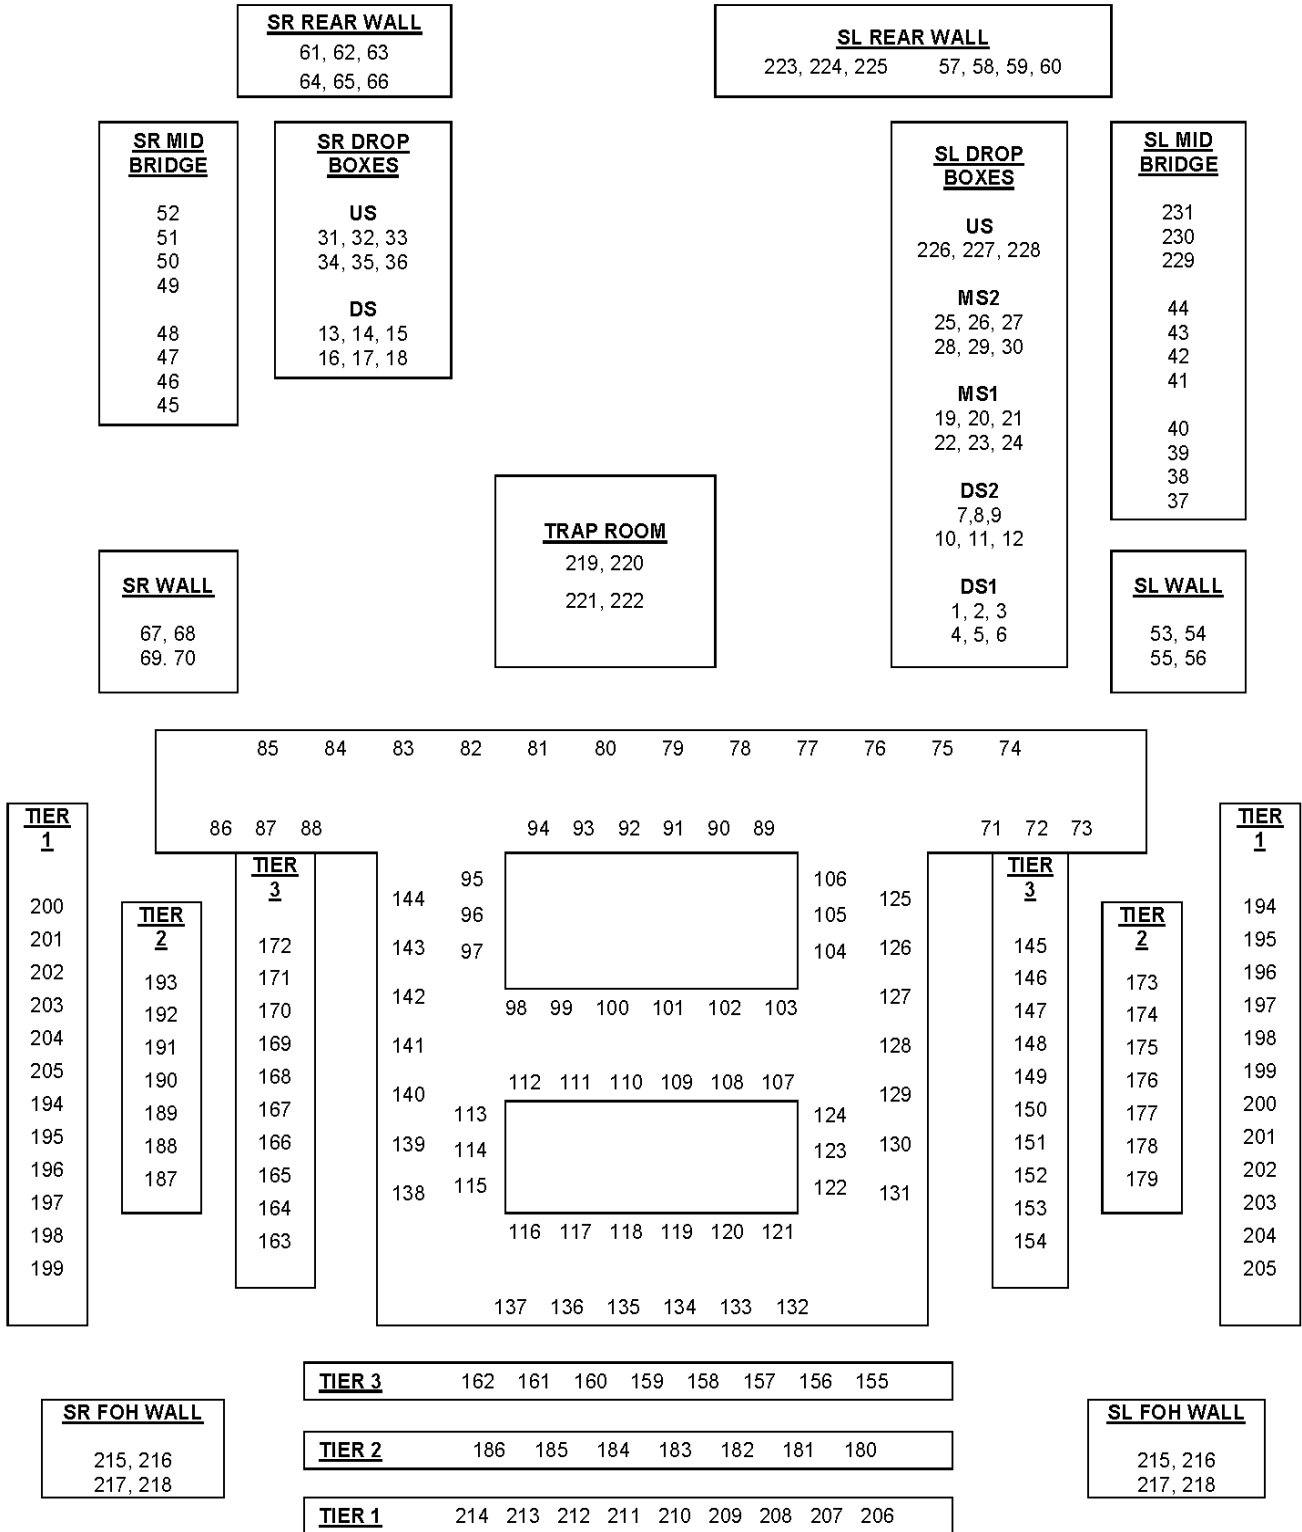 SR REAR WALL
61, 62, 63
64, 65, 66
SL REAR WALL
223, 224, 225 57, 58, 59, 60
SR MID
BRIDGE
52
51
50
49
48
47
46
45
SR DROP
BOXES
US
31, 32, 33
34, 35, 36
DS
13, 14, 15
16, 17, 18
SL DROP
BOXES
US
226, 227, 228
MS2
25, 26, 27
28, 29, 30
MS1
19, 20, 21
22, 23, 24
DS2
7,8,9
10, 11, 12
DS1
1, 2, 3
4, 5, 6
SL MID
BRIDGE
231
230
229
44
43
42
41
40
39
38
37
TRAP ROOM
219, 220
221, 222
SR WALL
67, 68
69. 70
SL WALL
53, 54
55, 56
85 84 83 82 81 80 79 78 77 76 75 74
86 87 88 94 93 92 91 90 89 71 72 73
TIER
1
200
201
202
203
204
205
194
195
196
197
198
199
TIER
2
193
192
191
190
189
188
187
TIER
3
172
171
170
169
168
167
166
165
164
163
144
143
142
141
140
139
138
95
96
97
98 99 100 101 102 103
106
105
104
112 111 110 109 108 107
113
114
115
116 117 118 119 120 121
124
123
122
125
126
127
128
129
130
131
137 136 135 134 133 132
TIER
3
145
146
147
148
149
150
151
152
153
154
TIER
2
173
174
175
176
177
178
179
TIER
1
194
195
196
197
198
199
200
201
202
203
204
205
TIER 3 162 161 160 159 158 157 156 155
SR FOH WALL
215, 216
217, 218
TIER 2 186 185 184 183 182 181 180
SL FOH WALL
215, 216
217, 218
TIER 1 214 213 212 211 210 209 208 207 206